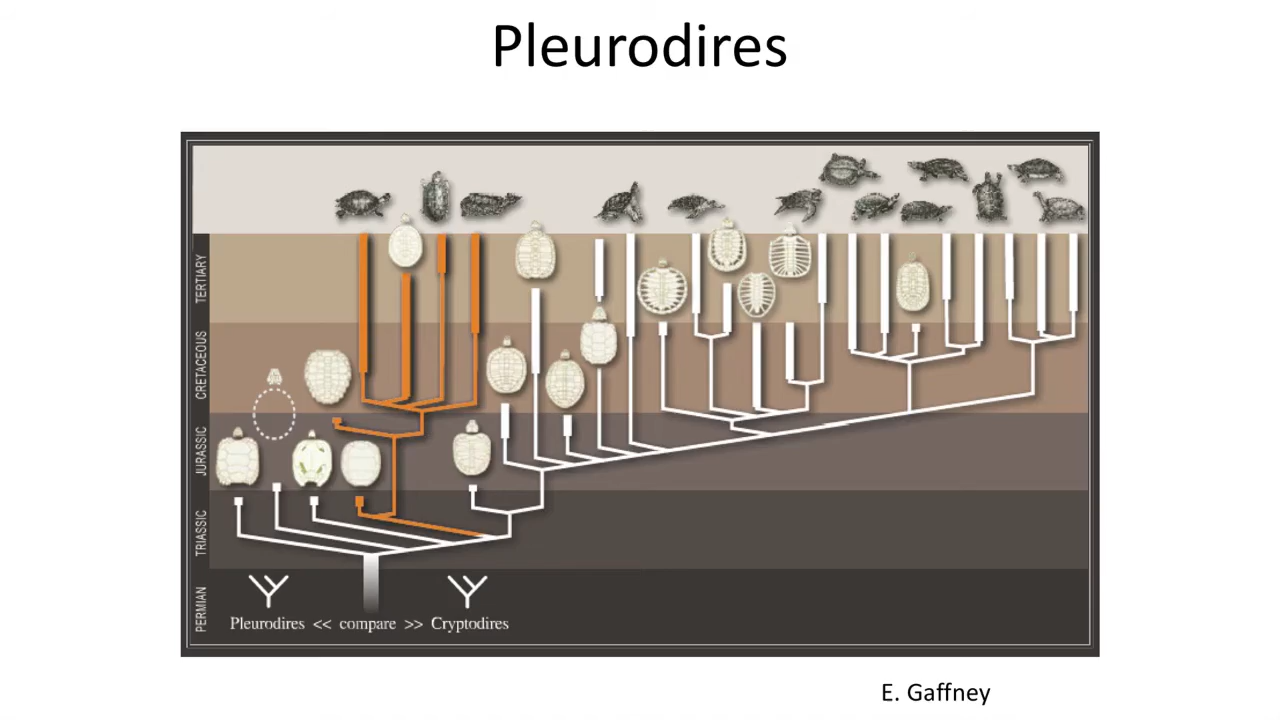 Pleurodires
TERTIARY
CRETACEOUS
JURASSIC
TRIASSIC
PERMIAN
Pleurodires << compare >> Cryptodires
E. Gaffney